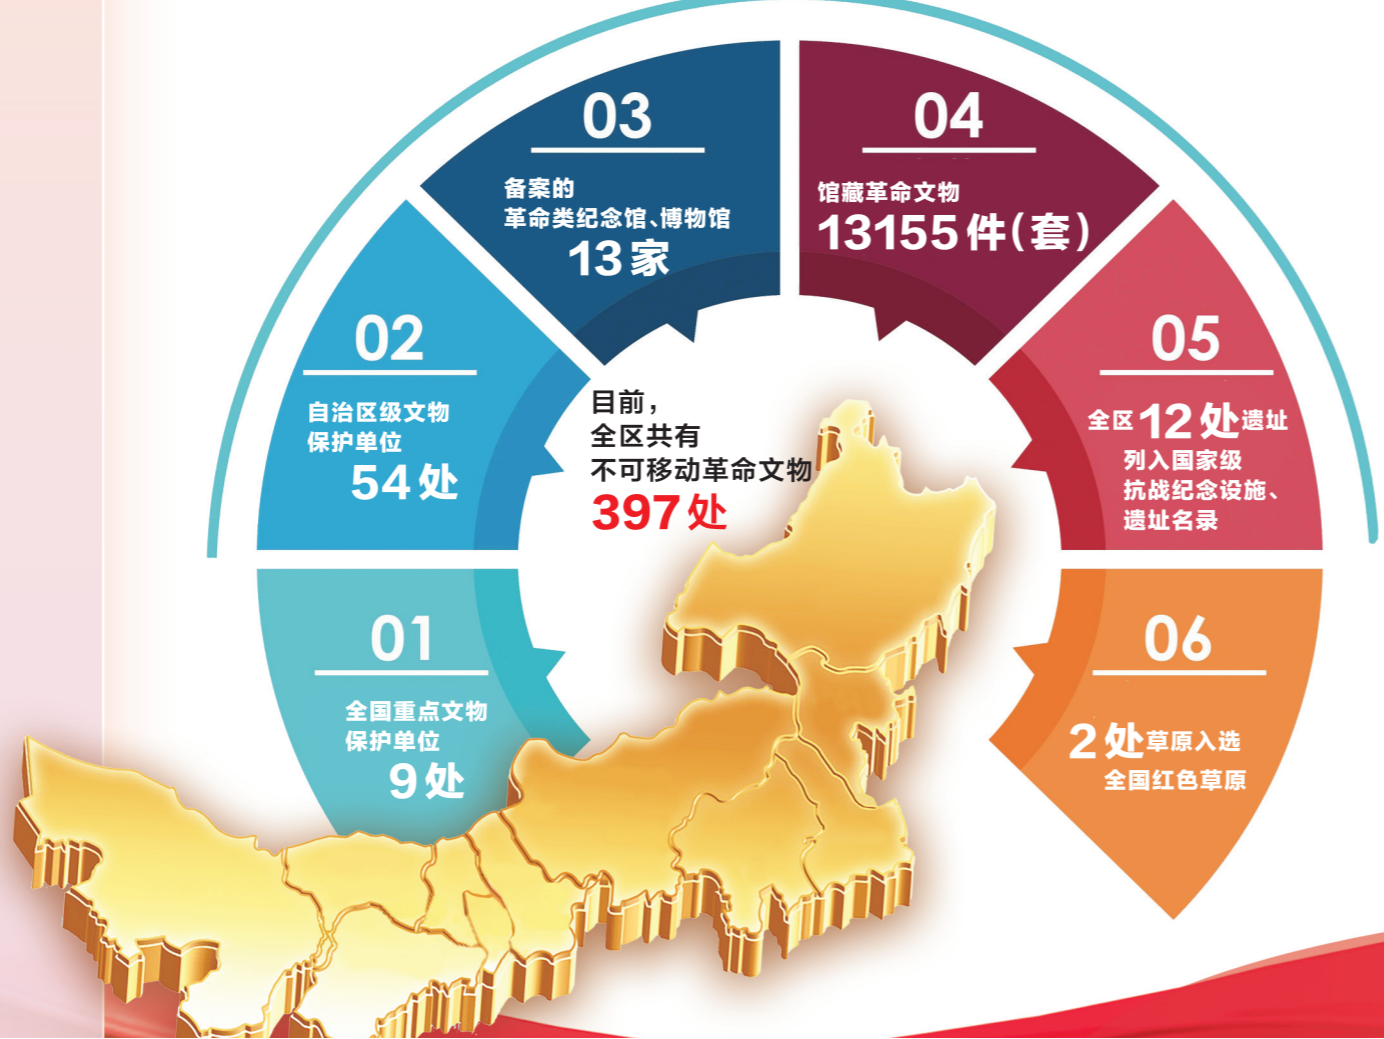 01
全国重点文物
保护单位
9处
02
自治区级文物
保护单位
54处
03
备案的
革命类纪念馆、博物馆
13家
04
馆藏革命文物
13155件(套)
05
全区12处遗址
列入国家级
抗战纪念设施、
遗址名录
06
2处草原入选
全国红色草原
目前，
全区共有
不可移动革命文物
397处